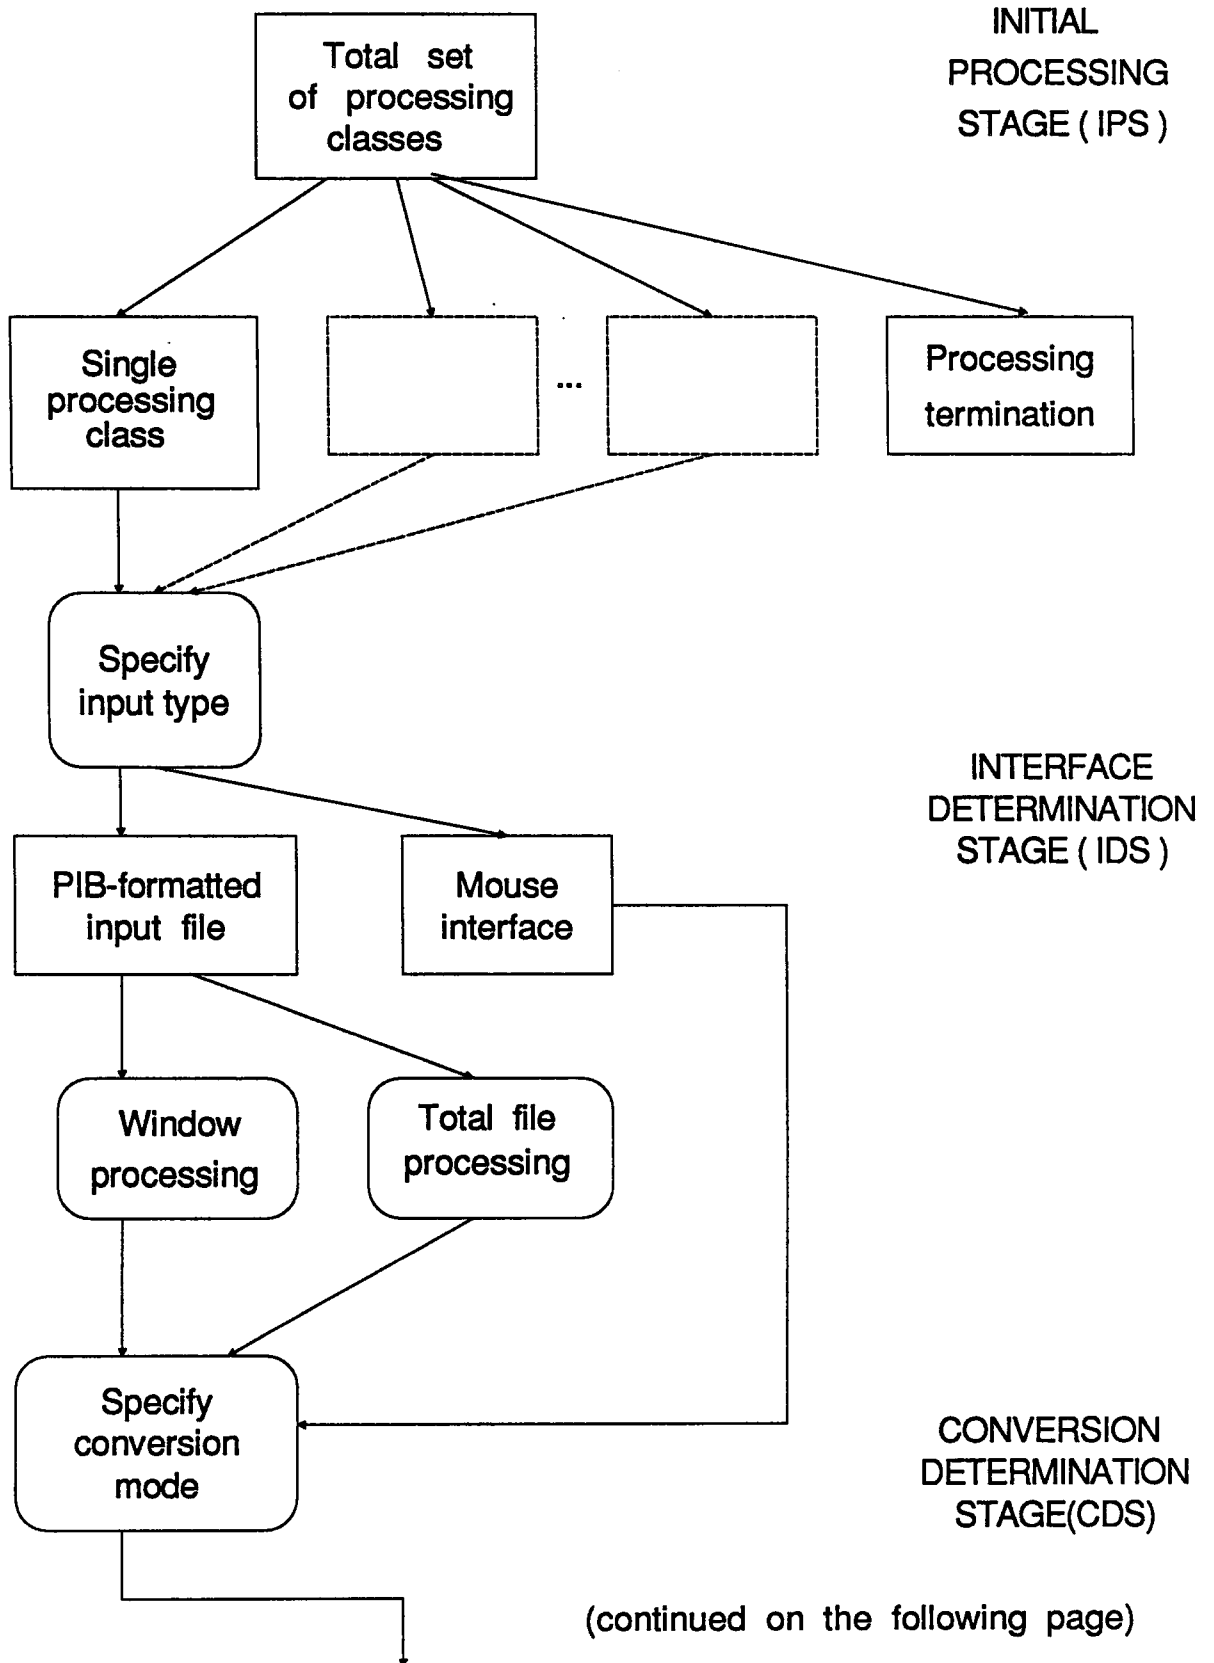 INITIAL
PROCESSING
STAGE ( IPS )
Total set
of processing
classes
Single
processing
class
...
Processing
termination
Specify
input type
INTERFACE
DETERMINATION
STAGE ( IDS )
PIB-formatted
input file
Mouse
interface
Window
processing
Total file
processing
Specify
conversion
mode
CONVERSION
DETERMINATION
STAGE(CDS)
(continued on the following page)